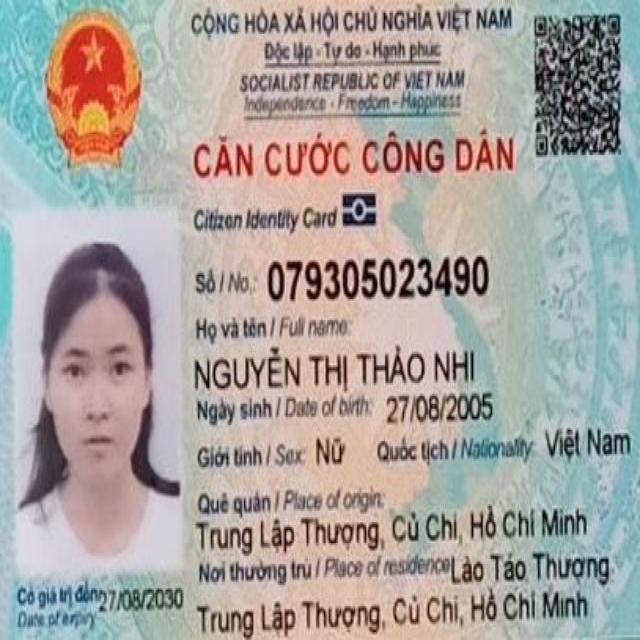 CỘNG HÒA XÃ HỘI CHỦ NGHĨA VIỆT NAM
Độc lập - Tự do - Hạnh phúc
SOCIALIST REPUBLIC OF VIET NAM
Independence - Freedom - Happiness
CĂN CƯỚC CÔNG DÂN
Citizen Identity Card
Số / No.: 079305023490
Họ và tên / Full name:
NGUYỄN THỊ THẢO NHI
Ngày sinh / Date of birth: 27/08/2005
Giới tính / Sex: Nữ Quốc tịch / Nationality: Việt Nam
Quê quán / Place of origin:
Trung Lập Thượng, Củ Chi, Hồ Chí Minh
Nơi thường trú / Place of residence Lào Táo Thượng
Trung Lập Thượng, Củ Chi, Hồ Chí Minh
Có giá trị đến: 27/08/2030
Date of expiry